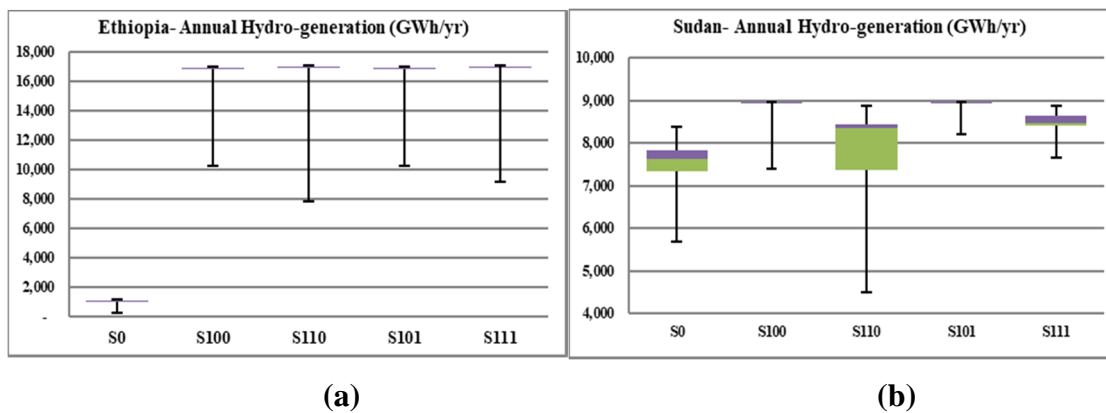 Ethiopia- Annual Hydro-generation (GWh/yr)
18,000
16,000
14,000
12,000
10,000
8,000
6,000
4,000
2,000
-
S0 S100 S110 S101 S111
(a)
Sudan- Annual Hydro-generation (GWh/yr)
10,000
9,000
8,000
7,000
6,000
5,000
4,000
S0 S100 S110 S101 S111
(b)